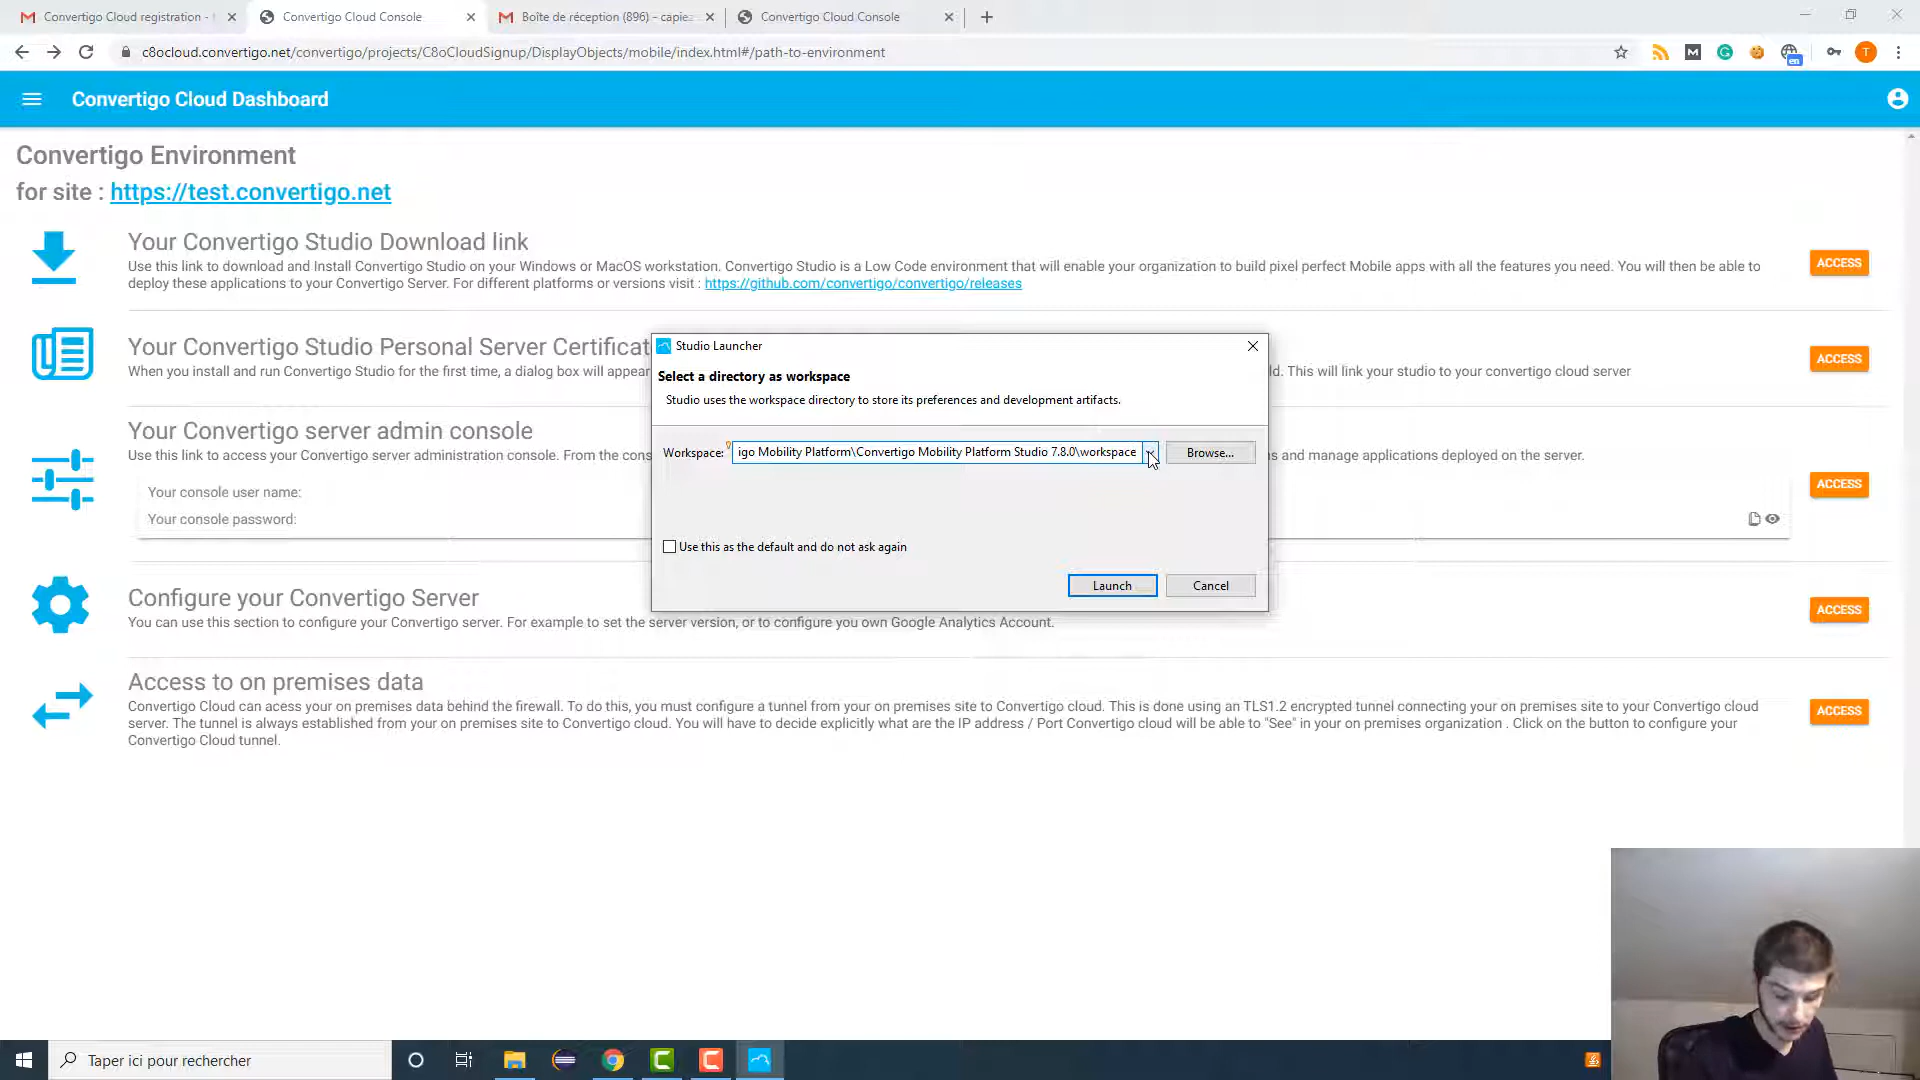 Convertigo Cloud registration -
Convertigo Cloud Console
Boîte de réception (896) - capiez
Convertigo Cloud Console
c8ocloud.convertigo.net/convertigo/projects/C8oCloudSignup/DisplayObjects/mobile/index.html#/path-to-environment
M
G
en
T
Convertigo Cloud Dashboard
Convertigo Environment
for site : https://test.convertigo.net
Your Convertigo Studio Download link
Use this link to download and Install Convertigo Studio on your Windows or MacOS workstation. Convertigo Studio is a Low Code environment that will enable your organization to build pixel perfect Mobile apps with all the features you need. You will then be able to
deploy these applications to your Convertigo Server. For different platforms or versions visit : https://github.com/convertigo/convertigo/releases
ACCESS
Your Convertigo Studio Personal Server Certificat
When you install and run Convertigo Studio for the first time, a dialog box will appear
ld. This will link your studio to your convertigo cloud server
ACCESS
Your Convertigo server admin console
Use this link to access your Convertigo server administration console. From the cons
ns and manage applications deployed on the server.
Your console user name:
Your console password:
ACCESS
Studio Launcher
Select a directory as workspace
Studio uses the workspace directory to store its preferences and development artifacts.
Workspace:
igo Mobility Platform\Convertigo Mobility Platform Studio 7.8.0\workspace
Browse...
Use this as the default and do not ask again
Launch
Cancel
Configure your Convertigo Server
You can use this section to configure your Convertigo server. For example to set the server version, or to configure you own Google Analytics Account.
ACCESS
Access to on premises data
Convertigo Cloud can acess your on premises data behind the firewall. To do this, you must configure a tunnel from your on premises site to Convertigo cloud. This is done using an TLS1.2 encrypted tunnel connecting your on premises site to your Convertigo cloud
server. The tunnel is always established from your on premises site to Convertigo cloud. You will have to decide explicitly what are the IP address / Port Convertigo cloud will be able to "See" in your on premises organization . Click on the button to configure your
Convertigo Cloud tunnel.
ACCESS
Taper ici pour rechercher